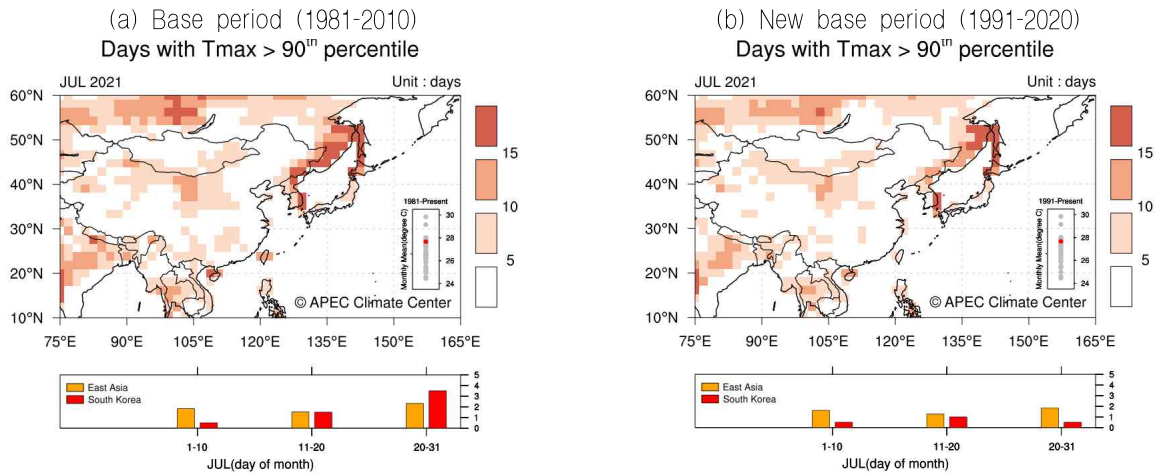 (a) Base period (1981-2010)
Days with Tmax > 90th percentile
JUL 2021 Unit : days
60°N
50°N
40°N
30°N
20°N
10°N
75°E 90°E 105°E 120°E 135°E 150°E 165°E
15
10
5
1981-Present
Monthly Mean(degree C)
30
28
26
24
© APEC Climate Center
East Asia
South Korea
5
4
3
2
1
0
1-10 11-20 20-31
JUL(day of month)
(b) New base period (1991-2020)
Days with Tmax > 90th percentile
JUL 2021 Unit : days
60°N
50°N
40°N
30°N
20°N
10°N
75°E 90°E 105°E 120°E 135°E 150°E 165°E
15
10
5
1991-Present
Monthly Mean(degree C)
30
28
26
24
© APEC Climate Center
East Asia
South Korea
5
4
3
2
1
0
1-10 11-20 20-31
JUL(day of month)